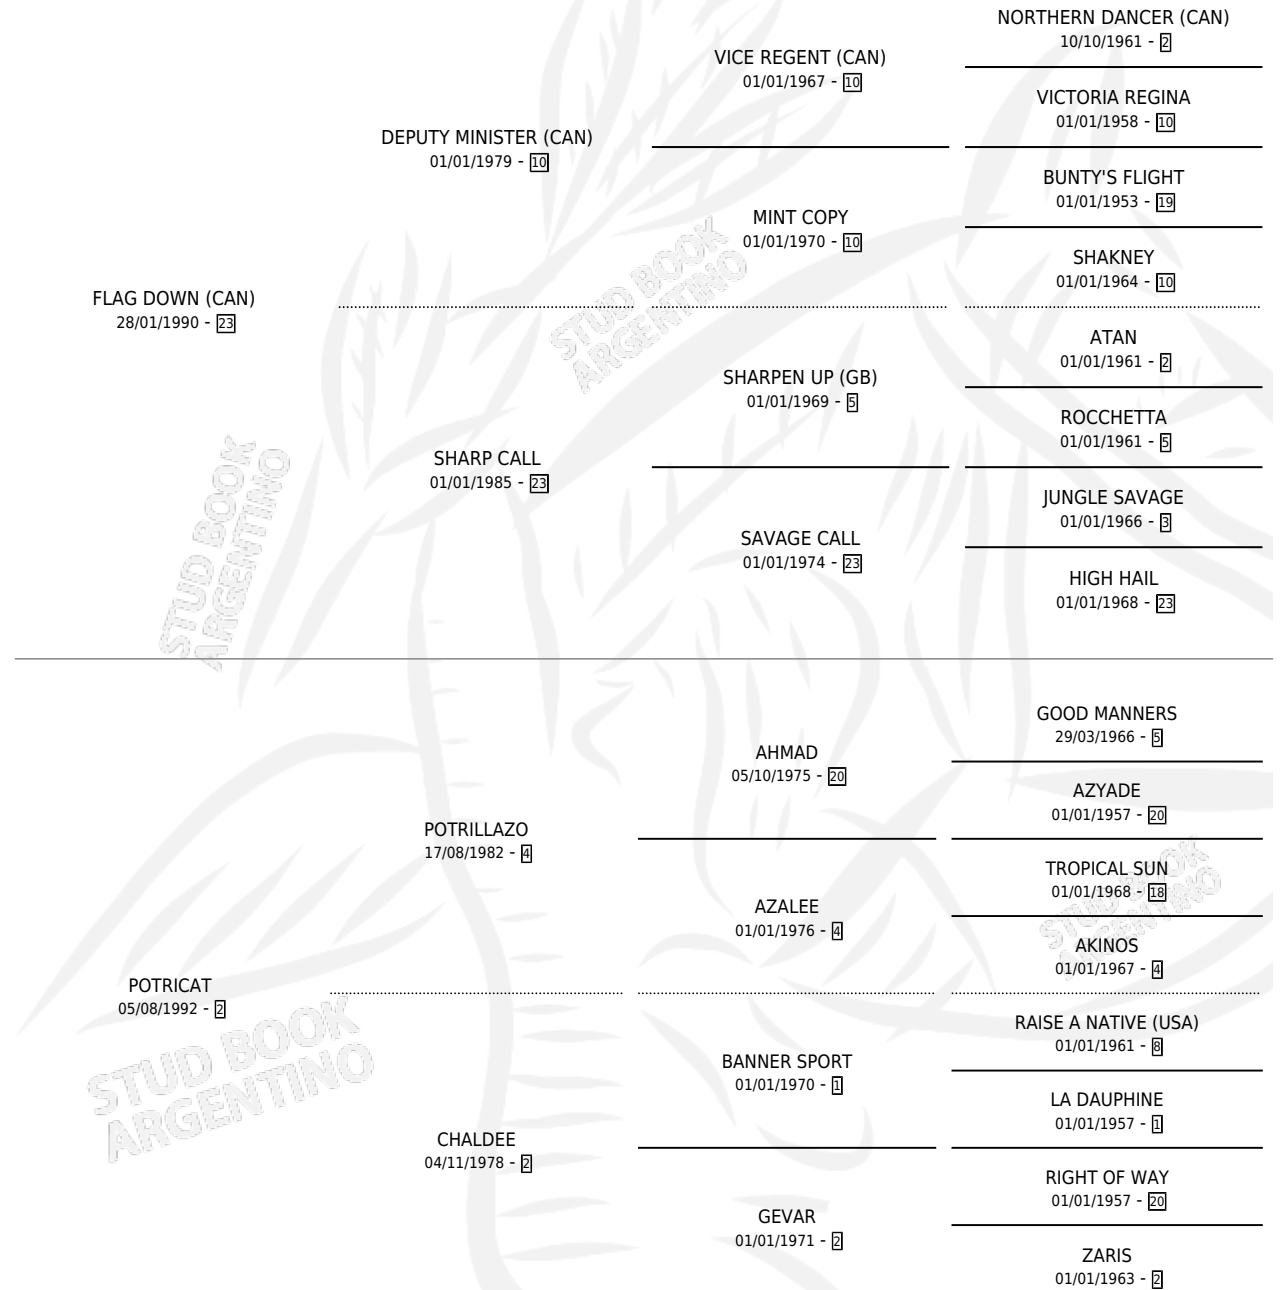 NORTHERN DANCER (CAN)
10/10/1961 - 2
VICE REGENT (CAN)
01/01/1967 - 10
VICTORIA REGINA
01/01/1958 - 10
DEPUTY MINISTER (CAN)
01/01/1979 - 10
BUNTY'S FLIGHT
01/01/1953 - 19
MINT COPY
01/01/1970 - 10
SHAKNEY
01/01/1964 - 10
FLAG DOWN (CAN)
28/01/1990 - 23
STUD BOOK
ARGENTINO
ATAN
01/01/1961 - 2
SHARPEN UP (GB)
01/01/1969 - 5
ROCCHETTA
01/01/1961 - 5
SHARP CALL
01/01/1985 - 23
JUNGLE SAVAGE
01/01/1966 - 3
SAVAGE CALL
01/01/1974 - 23
HIGH HAIL
01/01/1968 - 23
STUD BOOK
ARGENTINO
GOOD MANNERS
29/03/1966 - 5
AHMAD
05/10/1975 - 20
AZYADE
01/01/1957 - 20
POTRILLAZO
17/08/1982 - 4
TROPICAL SUN
01/01/1968 - 18
AZALEE
01/01/1976 - 4
AKINOS
01/01/1967 - 4
STUD BOOK
ARGENTINO
POTRICAT
05/08/1992 - 2
RAISE A NATIVE (USA)
01/01/1961 - 8
BANNER SPORT
01/01/1970 - 1
LA DAUPHINE
01/01/1957 - 1
STUD BOOK
ARGENTINO
CHALDEE
04/11/1978 - 2
RIGHT OF WAY
01/01/1957 - 20
GEVAR
01/01/1971 - 2
ZARIS
01/01/1963 - 2